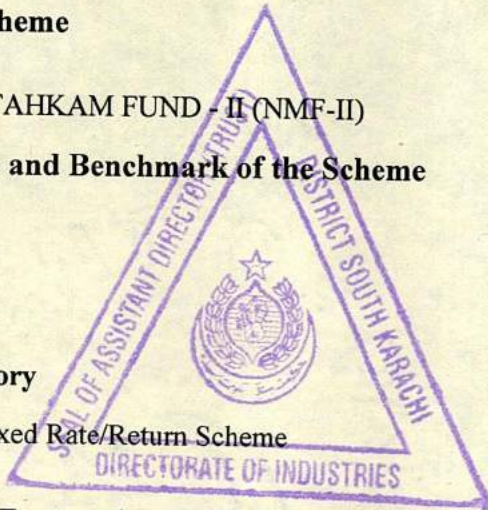 heme
TAHKAM FUND - II (NMF-II)
and Benchmark of the Scheme
ory
xed Rate/Return Scheme
SEAL OF ASSISTANT DIRECTOR (TRUST)
DISTRICT SOUTH KARACHI
DIRECTORATE OF INDUSTRIES